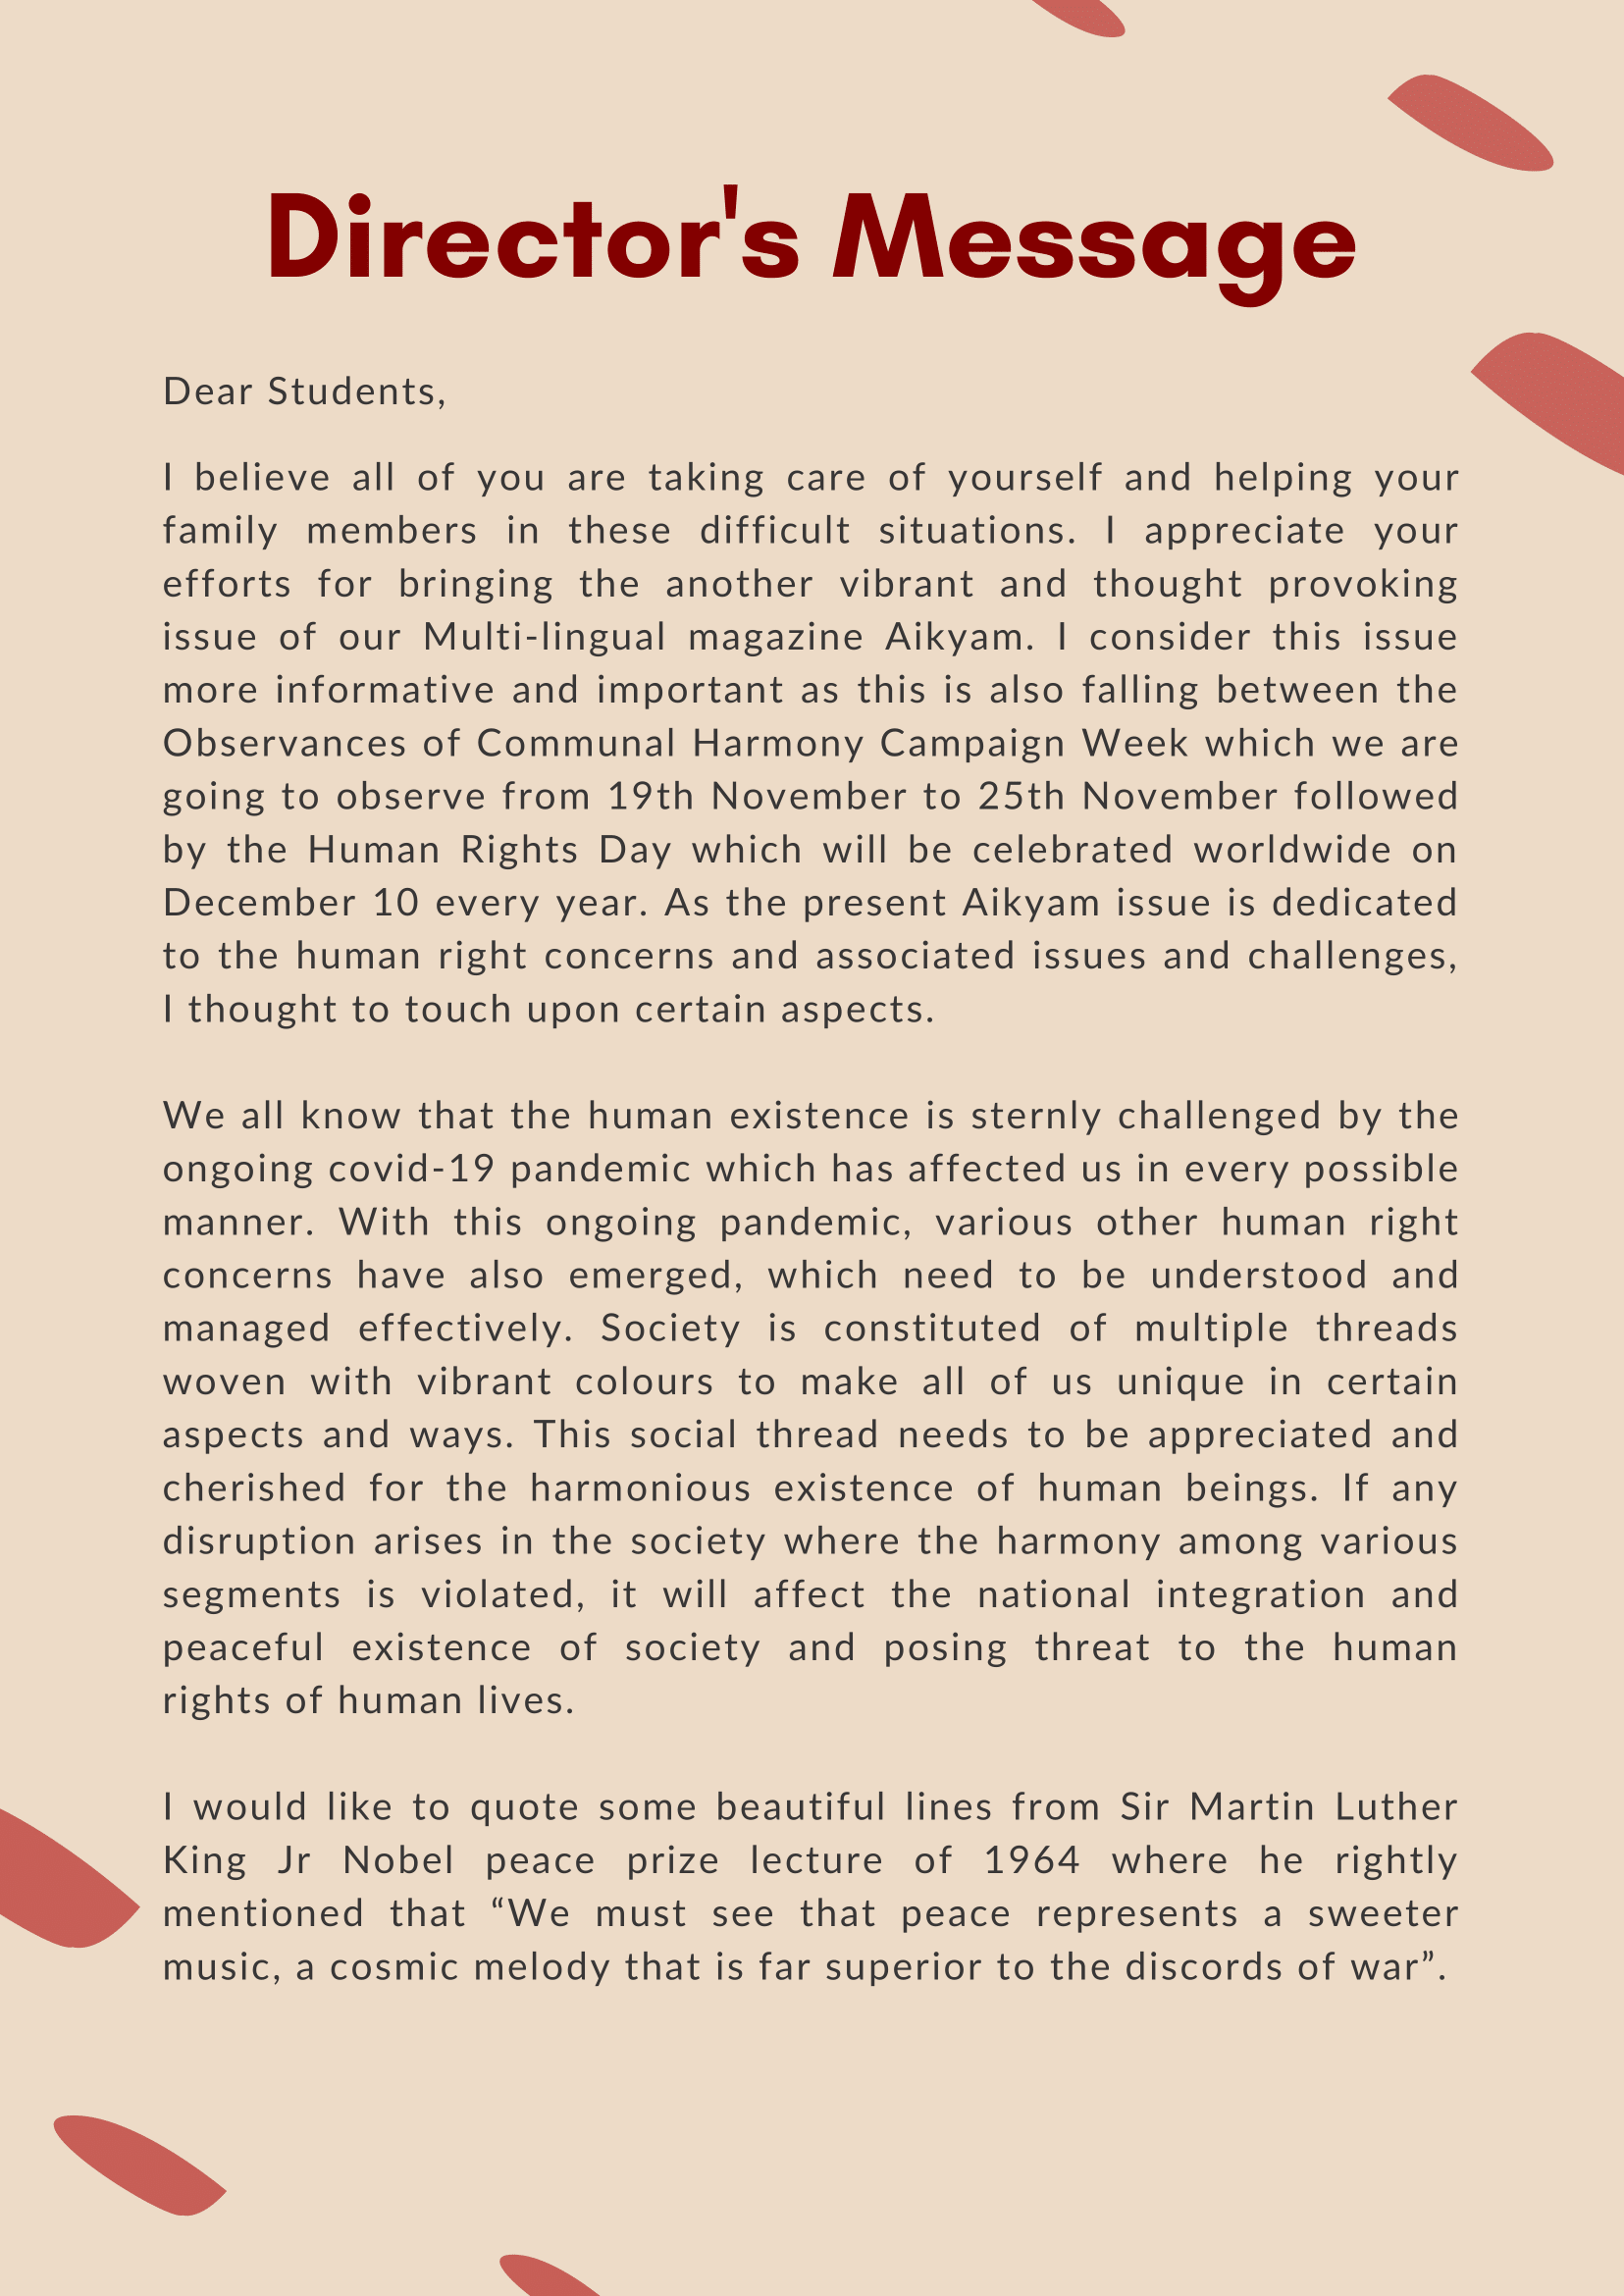 Director's Message
Dear Students,
I believe all of you are taking care of yourself and helping your
family members in these difficult situations. I appreciate your
efforts for bringing the another vibrant and thought provoking
issue of our Multi-lingual magazine Aikyam. I consider this issue
more informative and important as this is also falling between the
Observances of Communal Harmony Campaign Week which we are
going to observe from 19th November to 25th November followed
by the Human Rights Day which will be celebrated worldwide on
December 10 every year. As the present Aikyam issue is dedicated
to the human right concerns and associated issues and challenges,
I thought to touch upon certain aspects.
We all know that the human existence is sternly challenged by the
ongoing covid-19 pandemic which has affected us in every possible
manner. With this ongoing pandemic, various other human right
concerns have also emerged, which need to be understood and
managed effectively. Society is constituted of multiple threads
woven with vibrant colours to make all of us unique in certain
aspects and ways. This social thread needs to be appreciated and
cherished for the harmonious existence of human beings. If any
disruption arises in the society where the harmony among various
segments is violated, it will affect the national integration and
peaceful existence of society and posing threat to the human
rights of human lives.
I would like to quote some beautiful lines from Sir Martin Luther
King Jr Nobel peace prize lecture of 1964 where he rightly
mentioned that “We must see that peace represents a sweeter
music, a cosmic melody that is far superior to the discords of war”.